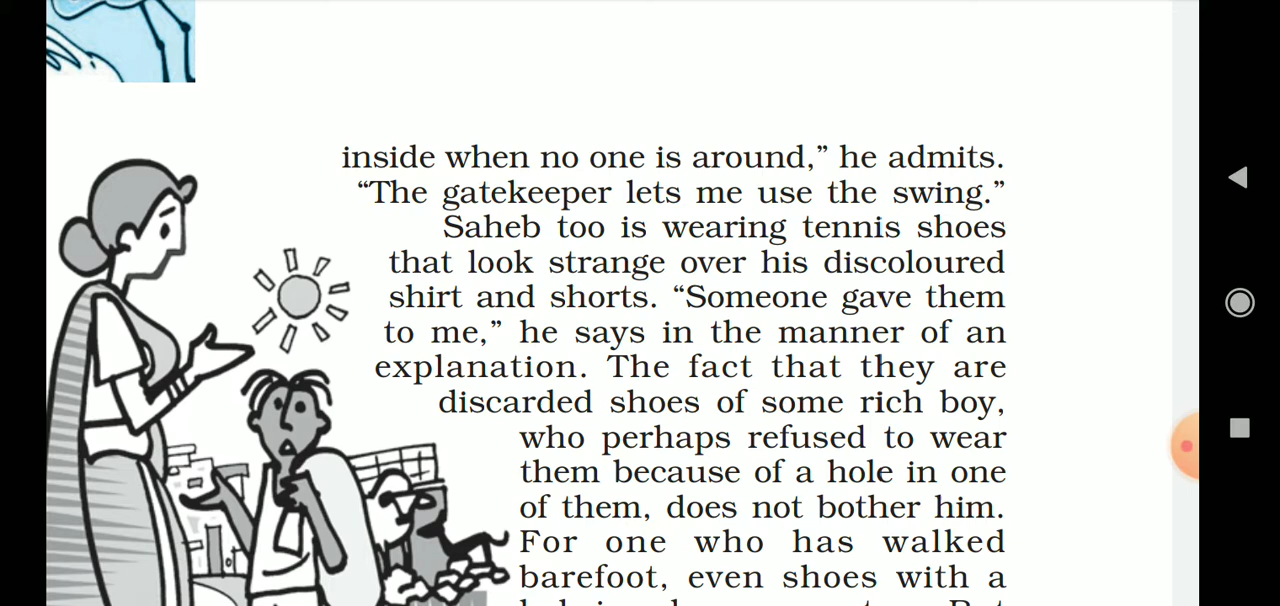 inside when no one is around,” he admits.
“The gatekeeper lets me use the swing.”
Saheb too is wearing tennis shoes
that look strange over his discoloured
shirt and shorts. “Someone gave them
to me,” he says in the manner of an
explanation. The fact that they are
discarded shoes of some rich boy,
who perhaps refused to wear
them because of a hole in one
of them, does not bother him.
For one who has walked
barefoot, even shoes with a